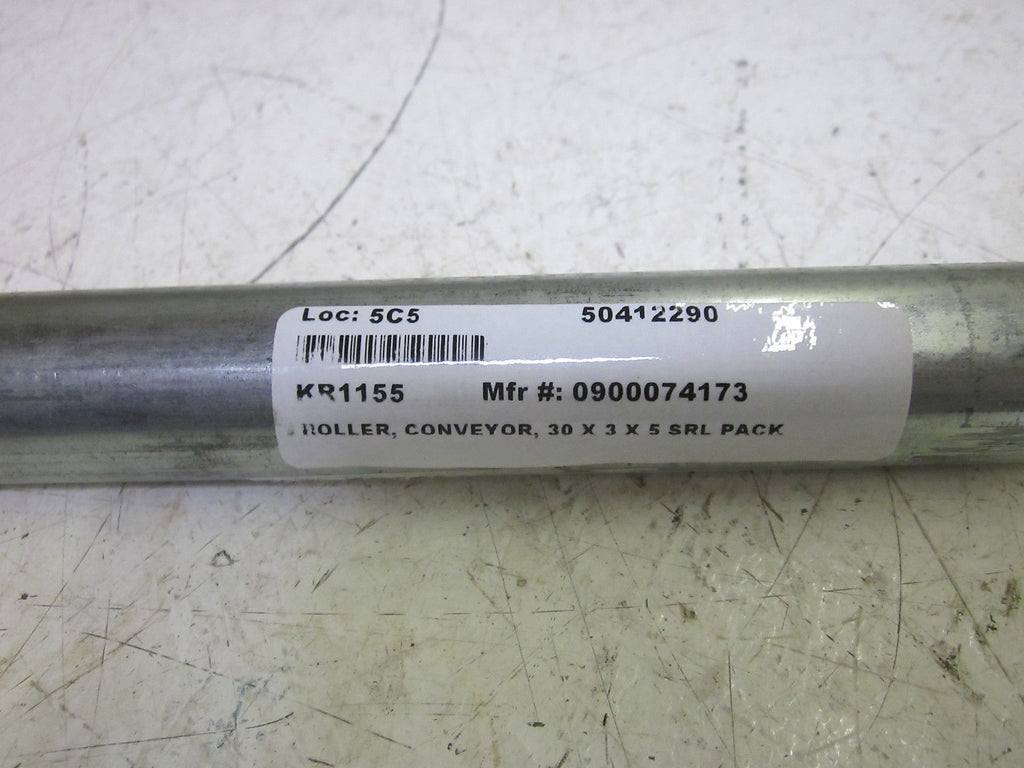 Loc: 5C5 50412290
KR1155 Mfr #: 0900074173
ROLLER, CONVEYOR, 30 X 3 X 5 SRL PACK